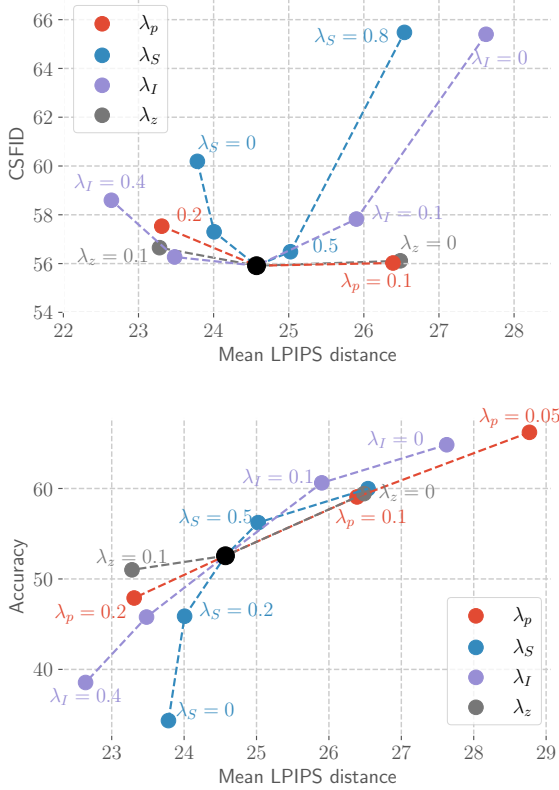 66
64
62
60
58
56
54
CSFID
λp
λS
λI
λz
λS = 0.8
λI = 0
λS = 0
λI = 0.4
0.2
λI = 0.1
λz = 0.1
0.5
λz = 0
λp = 0.1
22 23 24 25 26 27 28
Mean LPIPS distance
λp = 0.05
λI = 0
λI = 0.1
60
λz = 0
λS = 0.5
λp = 0.1
λz = 0.1
50
Accuracy
λp = 0.2
λS = 0.2
λp
λS
λI
λz
40
λI = 0.4
λS = 0
23 24 25 26 27 28 29
Mean LPIPS distance